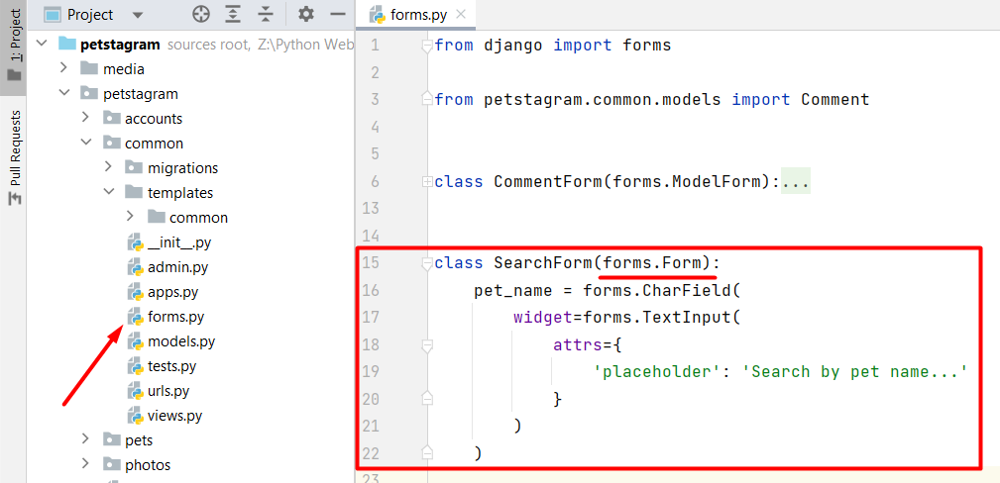 1: Project
Pull Requests
Project
petstagram sources root, Z:\Python Web
media
petstagram
accounts
common
migrations
templates
common
__init__.py
admin.py
apps.py
forms.py
models.py
tests.py
urls.py
views.py
pets
photos
forms.py
1 from django import forms
2
3 from petstagram.common.models import Comment
4
5
6 class CommentForm(forms.ModelForm):...
13
14
15 class SearchForm(forms.Form):
16 pet_name = forms.CharField(
17 widget=forms.TextInput(
18 attrs={
19 'placeholder': 'Search by pet name...'
20 }
21 )
22 )
23